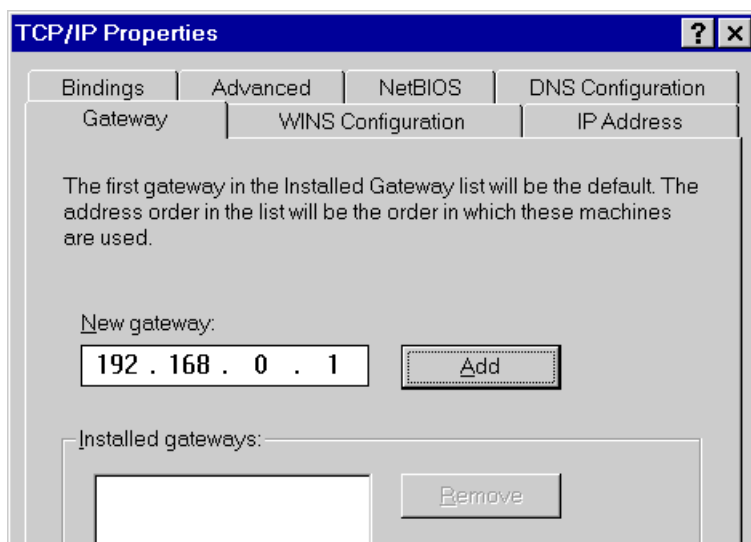 TCP/IP Properties ? ×
Bindings Advanced NetBIOS DNS Configuration
Gateway WINS Configuration IP Address
The first gateway in the Installed Gateway list will be the default. The
address order in the list will be the order in which these machines
are used.
New gateway:
192 . 168 . 0 . 1 Add
Installed gateways:
Remove